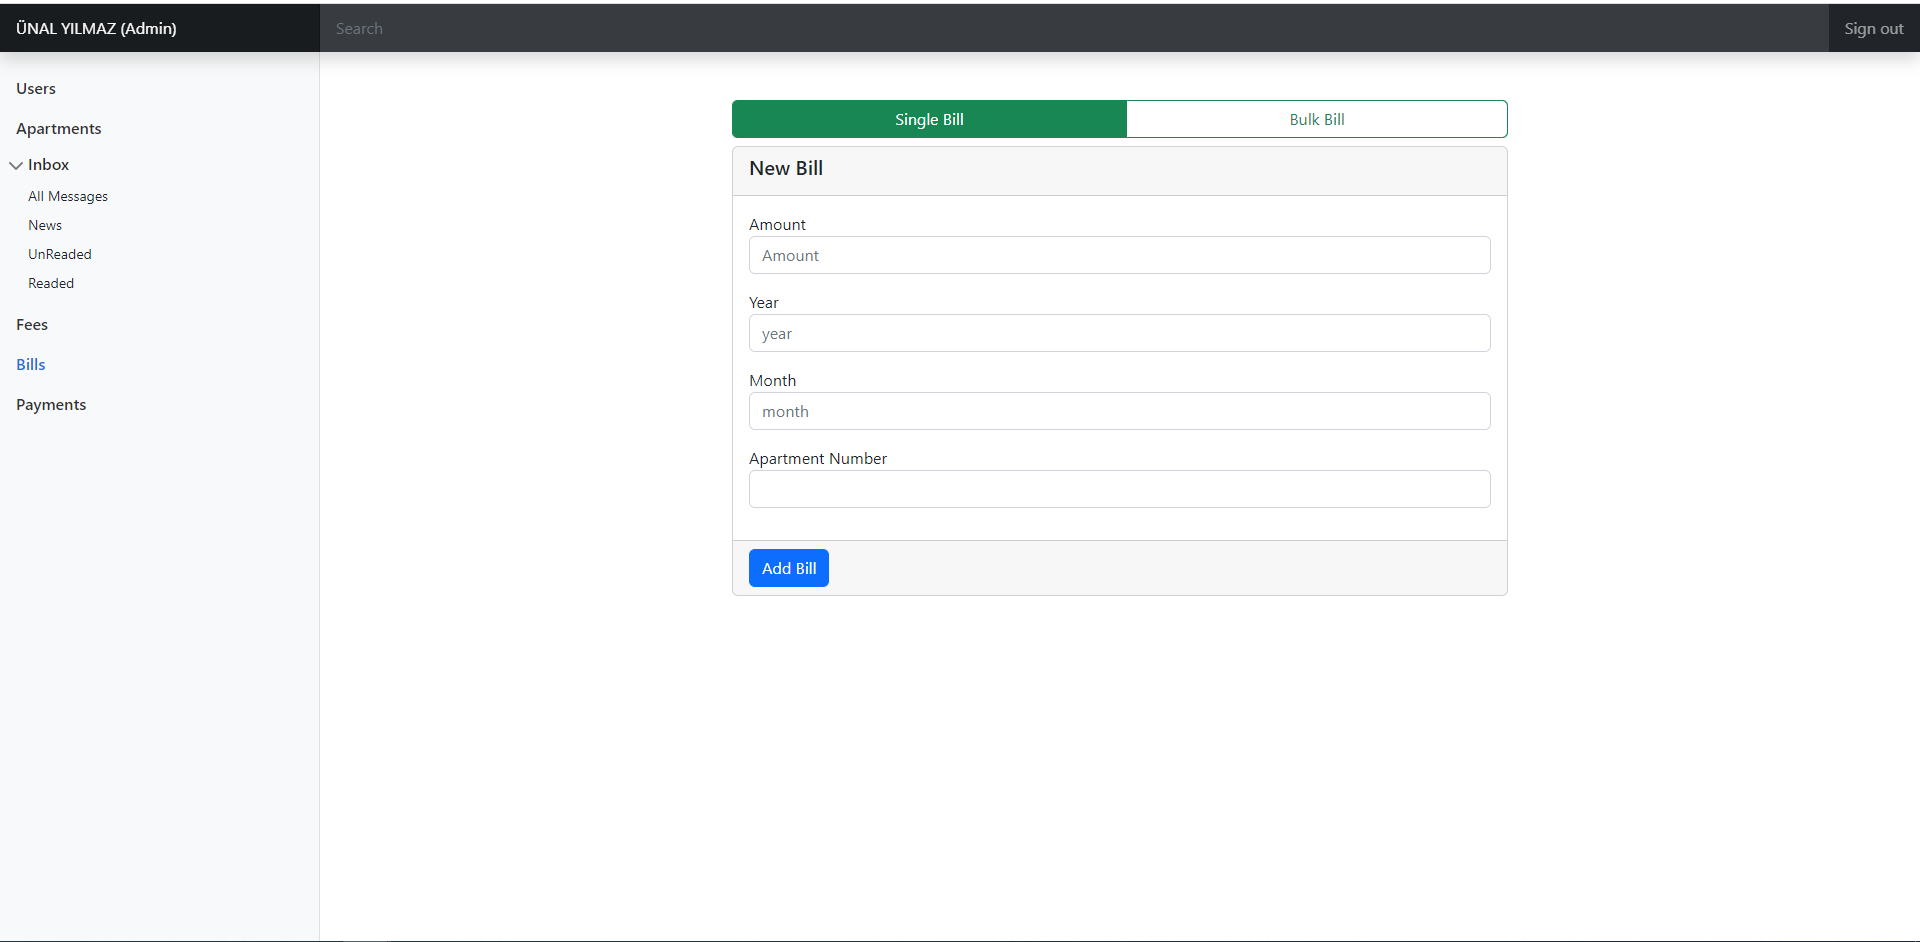 ÜNAL YILMAZ (Admin)
Search
Sign out
Users
Apartments
Inbox
All Messages
News
UnReaded
Readed
Fees
Bills
Payments
Single Bill
Bulk Bill
New Bill
Amount
Amount
Year
year
Month
month
Apartment Number
Add Bill